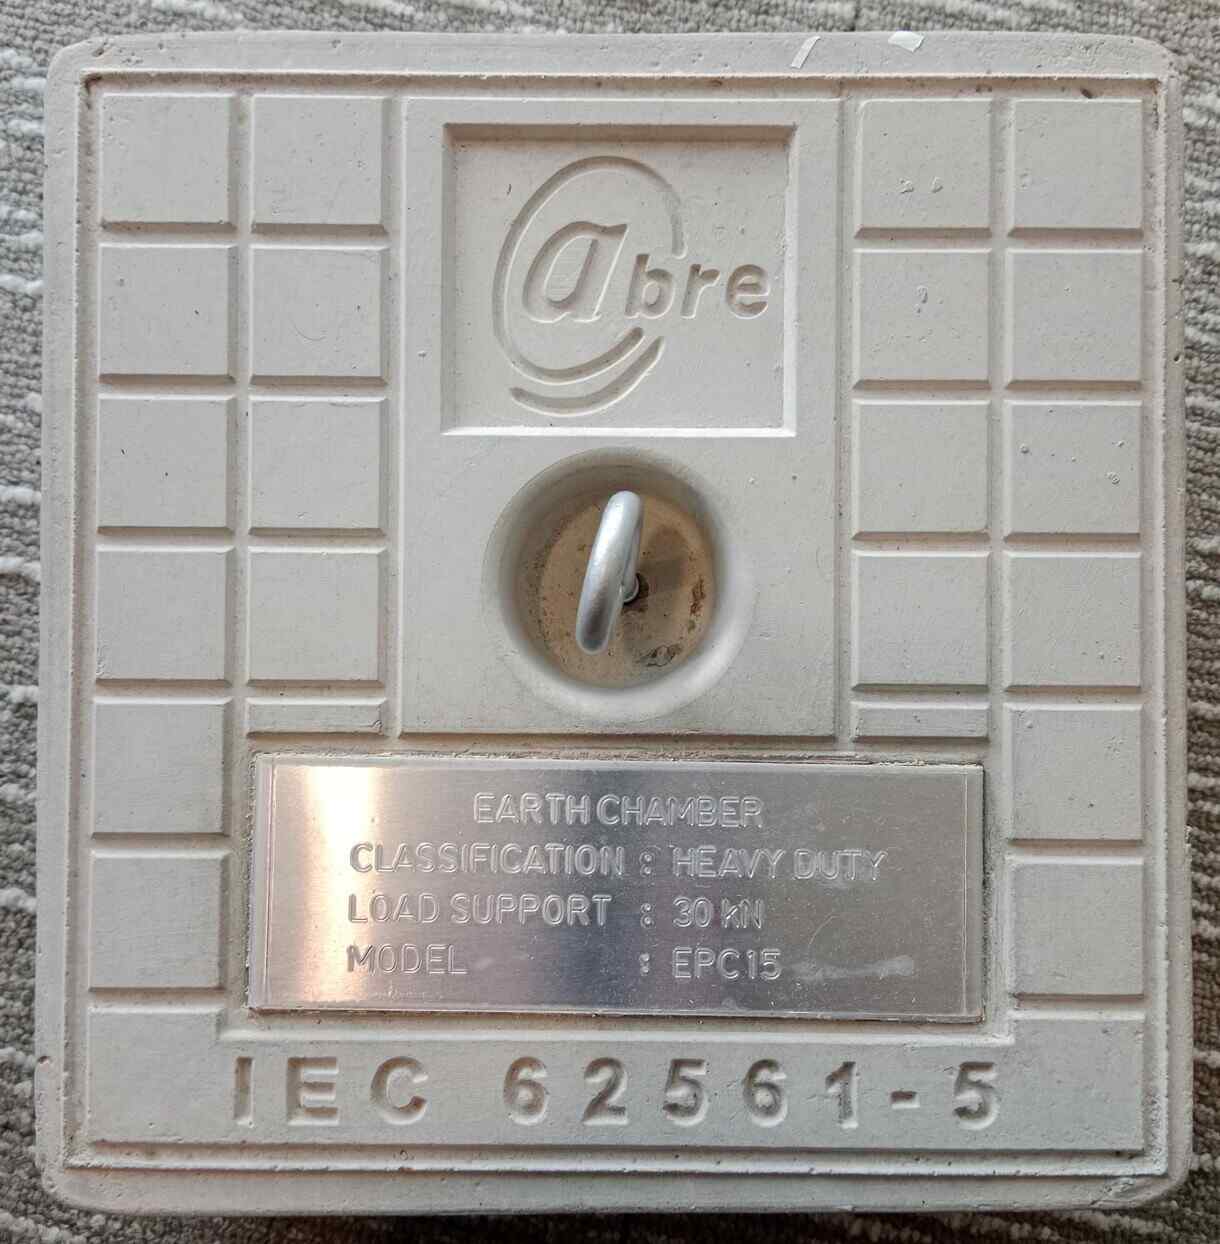 abre
EARTH CHAMBER
CLASSIFICATION : HEAVY DUTY
LOAD SUPPORT : 30 kN
MODEL : EPC15
IEC 62561-5